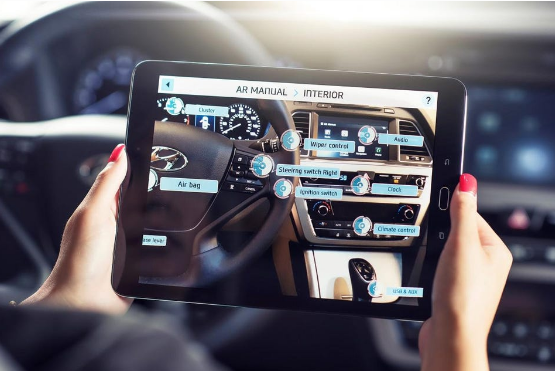 AR MANUAL > INTERIOR
?
Cluster
Wiper control
Audio
Steering switch Right
Air bag
Ignition switch
Clock
Climate control
USB & AUX